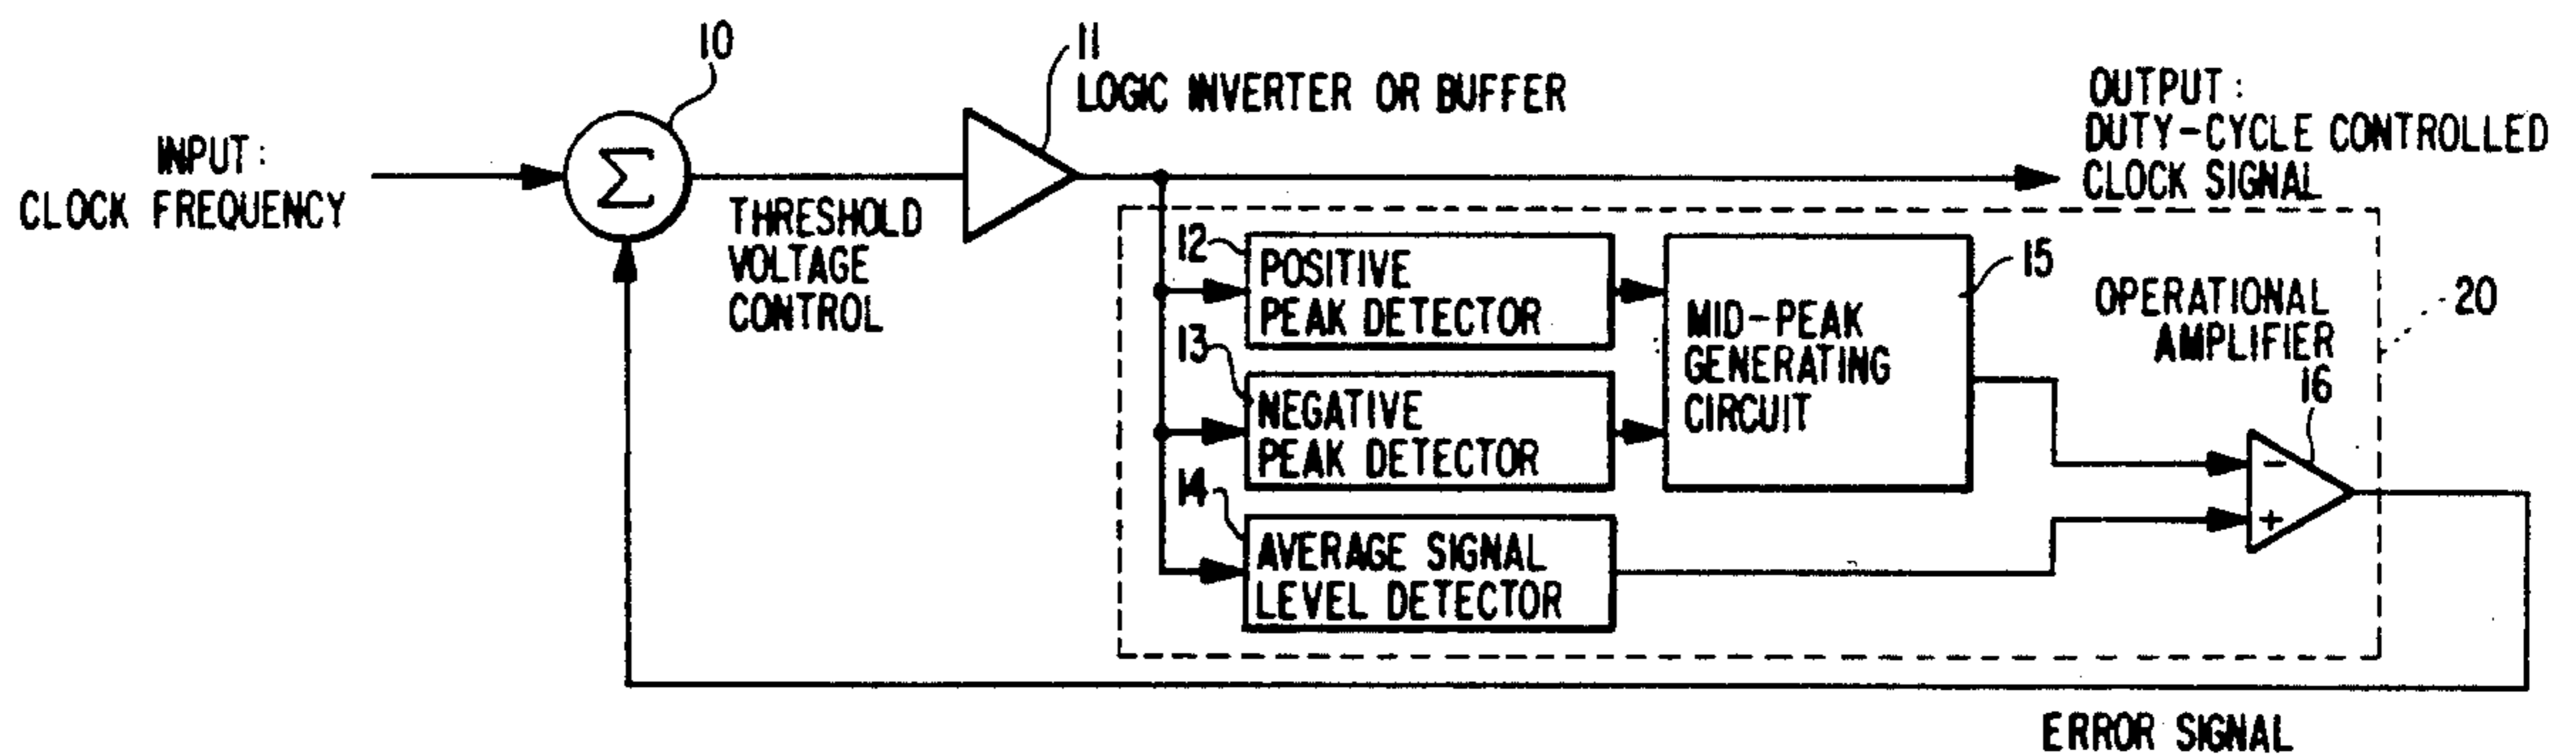 10
11
LOGIC INVERTER OR BUFFER
OUTPUT:
DUTY-CYCLE CONTROLLED
CLOCK SIGNAL
INPUT:
CLOCK FREQUENCY
Σ
THRESHOLD
VOLTAGE
CONTROL
12
POSITIVE
PEAK DETECTOR
13
NEGATIVE
PEAK DETECTOR
14
AVERAGE SIGNAL
LEVEL DETECTOR
15
MID-PEAK
GENERATING
CIRCUIT
OPERATIONAL
AMPLIFIER
16
-
+
20
ERROR SIGNAL